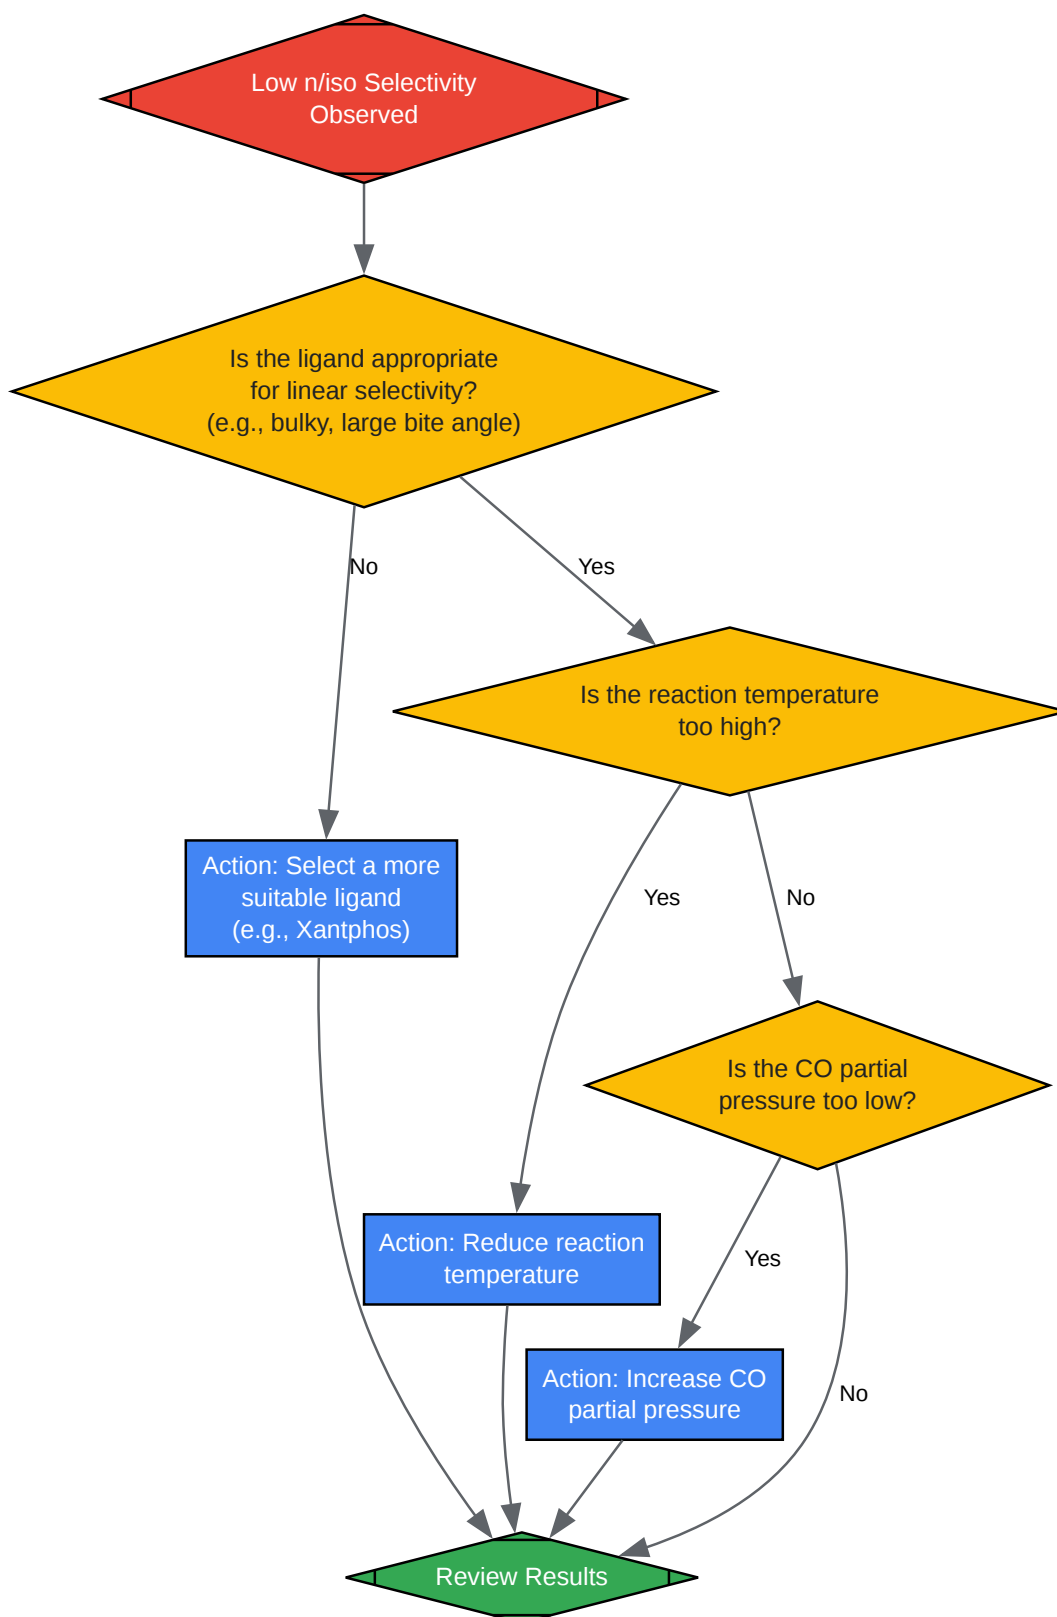 Low n/iso Selectivity
Observed
Is the ligand appropriate
for linear selectivity?
(e.g., bulky, large bite angle)
No
Yes
Is the reaction temperature
too high?
Action: Select a more
suitable ligand
(e.g., Xantphos)
Yes
No
Is the CO partial
pressure too low?
Action: Reduce reaction
temperature
Yes
Action: Increase CO
partial pressure
No
Review Results